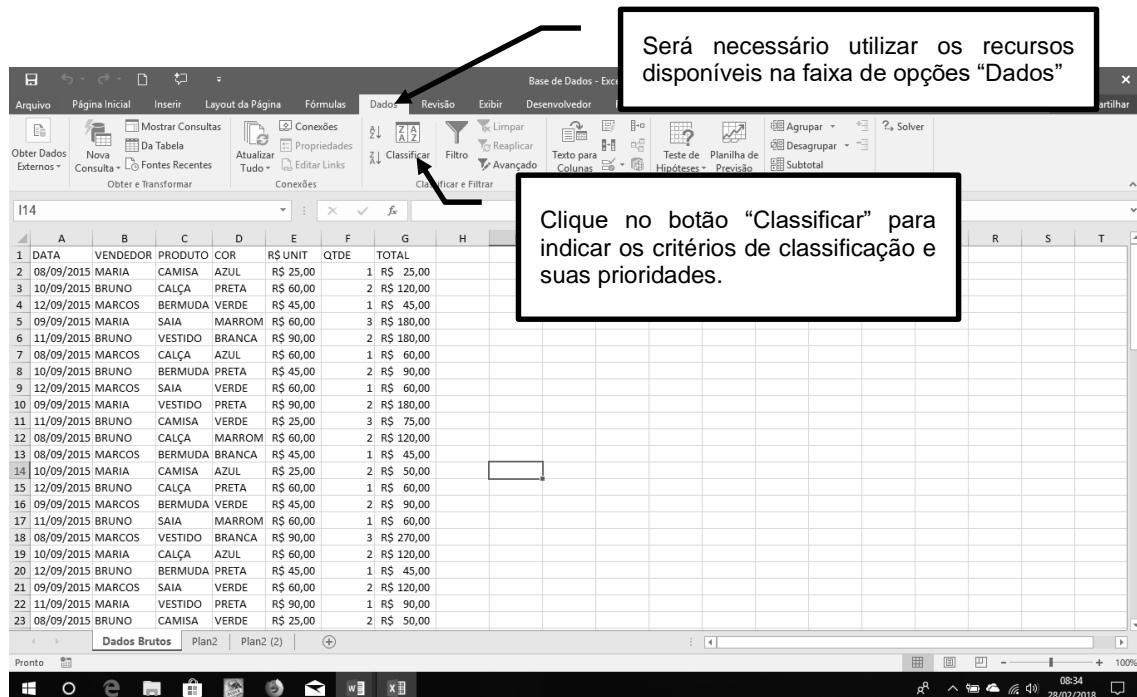 Será necessário utilizar os recursos
disponíveis na faixa de opções “Dados”
Base de Dados - Exce
Arquivo Página Inicial Inserir Layout da Página Fórmulas Dados Revisão Exibir Desenvolvedor artilhar
Obter Dados Externos
Nova Consulta
Mostrar Consultas
Da Tabela
Fontes Recentes
Obter e Transformar
Atualizar Tudo
Conexões
Propriedades
Editar Links
Conexões
Classificar
Filtro
Limpar
Reaplicar
Avançado
Classificar e Filtrar
Texto para Colunas
Teste de Hipóteses
Planilha de Previsão
Agrupar
Desagrupar
Subtotal
Solver
Clique no botão “Classificar” para
indicar os critérios de classificação e
suas prioridades.
I14 fx
A B C D E F G H R S T
1 DATA VENDEDOR PRODUTO COR R$ UNIT QTDE TOTAL
2 08/09/2015 MARIA CAMISA AZUL R$ 25,00 1 R$ 25,00
3 10/09/2015 BRUNO CALÇA PRETA R$ 60,00 2 R$ 120,00
4 12/09/2015 MARCOS BERMUDA VERDE R$ 45,00 1 R$ 45,00
5 09/09/2015 MARIA SAIA MARROM R$ 60,00 3 R$ 180,00
6 11/09/2015 BRUNO VESTIDO BRANCA R$ 90,00 2 R$ 180,00
7 08/09/2015 MARCOS CALÇA AZUL R$ 60,00 1 R$ 60,00
8 10/09/2015 BRUNO BERMUDA PRETA R$ 45,00 2 R$ 90,00
9 12/09/2015 MARCOS SAIA VERDE R$ 60,00 1 R$ 60,00
10 09/09/2015 MARIA VESTIDO PRETA R$ 90,00 2 R$ 180,00
11 11/09/2015 BRUNO CAMISA VERDE R$ 25,00 3 R$ 75,00
12 08/09/2015 BRUNO CALÇA MARROM R$ 60,00 2 R$ 120,00
13 08/09/2015 MARCOS BERMUDA BRANCA R$ 45,00 1 R$ 45,00
14 10/09/2015 MARIA CAMISA AZUL R$ 25,00 2 R$ 50,00
15 12/09/2015 BRUNO CALÇA PRETA R$ 60,00 1 R$ 60,00
16 09/09/2015 MARCOS BERMUDA VERDE R$ 45,00 2 R$ 90,00
17 11/09/2015 BRUNO SAIA MARROM R$ 60,00 1 R$ 60,00
18 08/09/2015 MARCOS VESTIDO BRANCA R$ 90,00 3 R$ 270,00
19 10/09/2015 MARIA CALÇA AZUL R$ 60,00 2 R$ 120,00
20 12/09/2015 BRUNO BERMUDA PRETA R$ 45,00 1 R$ 45,00
21 09/09/2015 MARCOS SAIA VERDE R$ 60,00 2 R$ 120,00
22 11/09/2015 MARIA VESTIDO PRETA R$ 90,00 1 R$ 90,00
23 08/09/2015 BRUNO CAMISA VERDE R$ 25,00 2 R$ 50,00
Dados Brutos Plan2 Plan2 (2)
Pronto 100%
08:34
28/02/2018